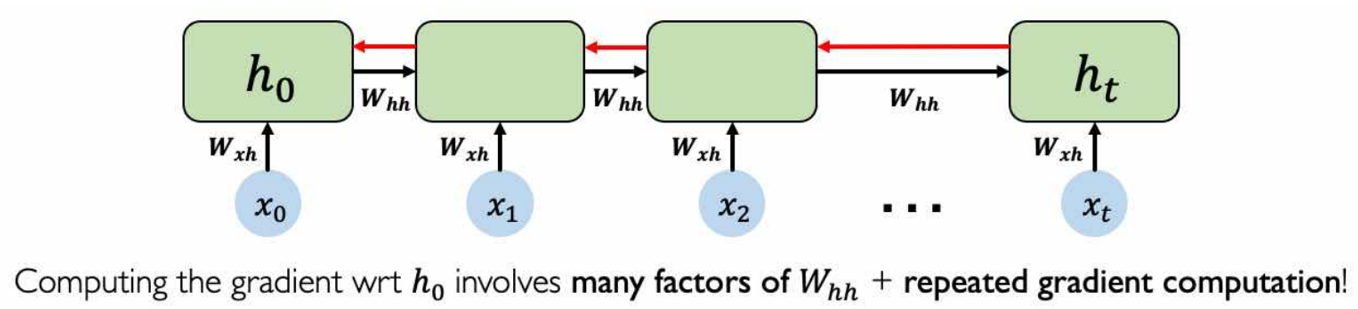 h₀ hₜ
Wₕₕ Wₕₕ Wₕₕ
Wₓₕ Wₓₕ Wₓₕ Wₓₕ
x₀ x₁ x₂ ... xₜ
Computing the gradient wrt h₀ involves many factors of Wₕₕ + repeated gradient computation!